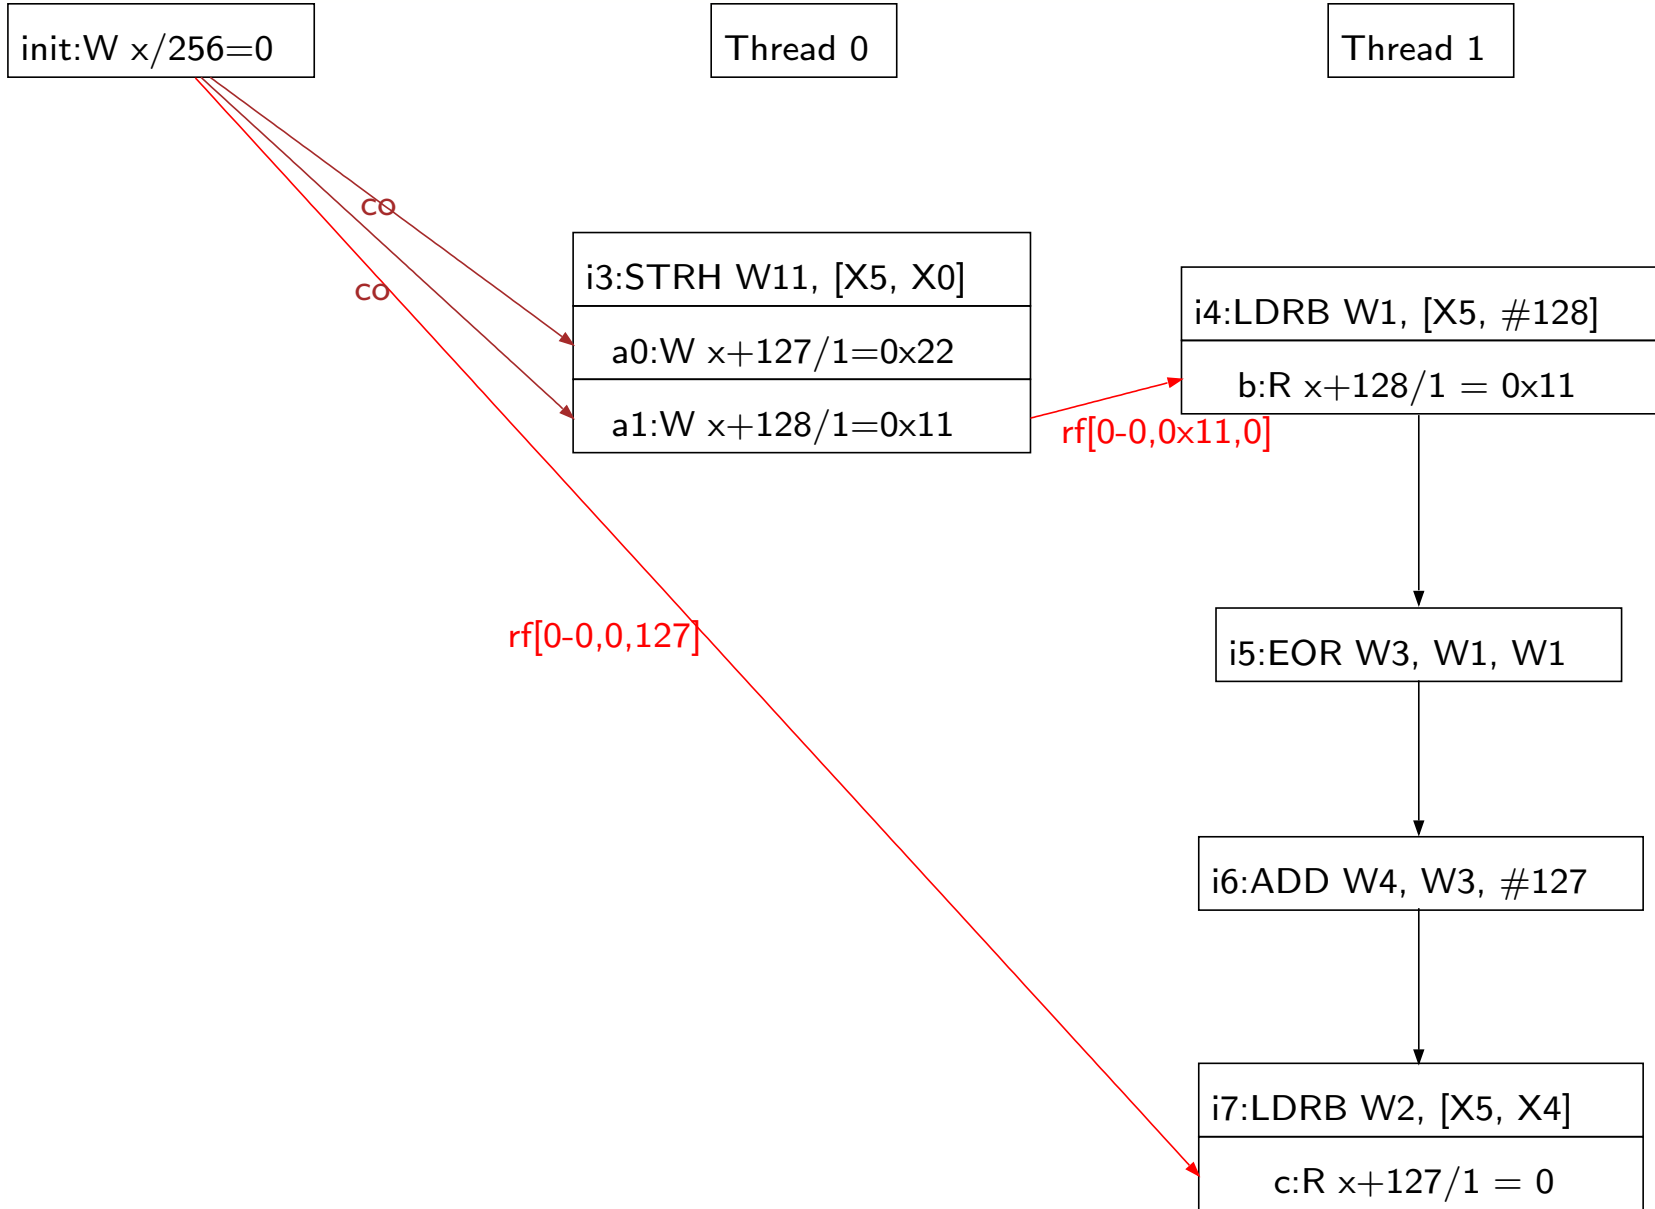 init:W x/256=0
Thread 0
Thread 1
co
co
i3:STRH W11, [X5, X0]
a0:W x+127/1=0x22
a1:W x+128/1=0x11
i4:LDRB W1, [X5, #128]
b:R x+128/1 = 0x11
rf[0-0,0x11,0]
rf[0-0,0,127]
i5:EOR W3, W1, W1
i6:ADD W4, W3, #127
i7:LDRB W2, [X5, X4]
c:R x+127/1 = 0